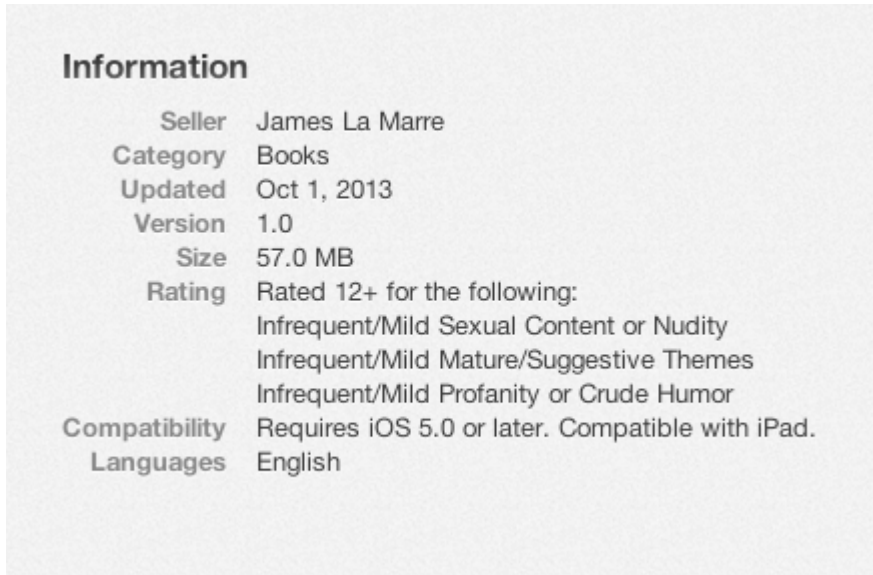 Information
Seller James La Marre
Category Books
Updated Oct 1, 2013
Version 1.0
Size 57.0 MB
Rating Rated 12+ for the following:
Infrequent/Mild Sexual Content or Nudity
Infrequent/Mild Mature/Suggestive Themes
Infrequent/Mild Profanity or Crude Humor
Compatibility Requires iOS 5.0 or later. Compatible with iPad.
Languages English